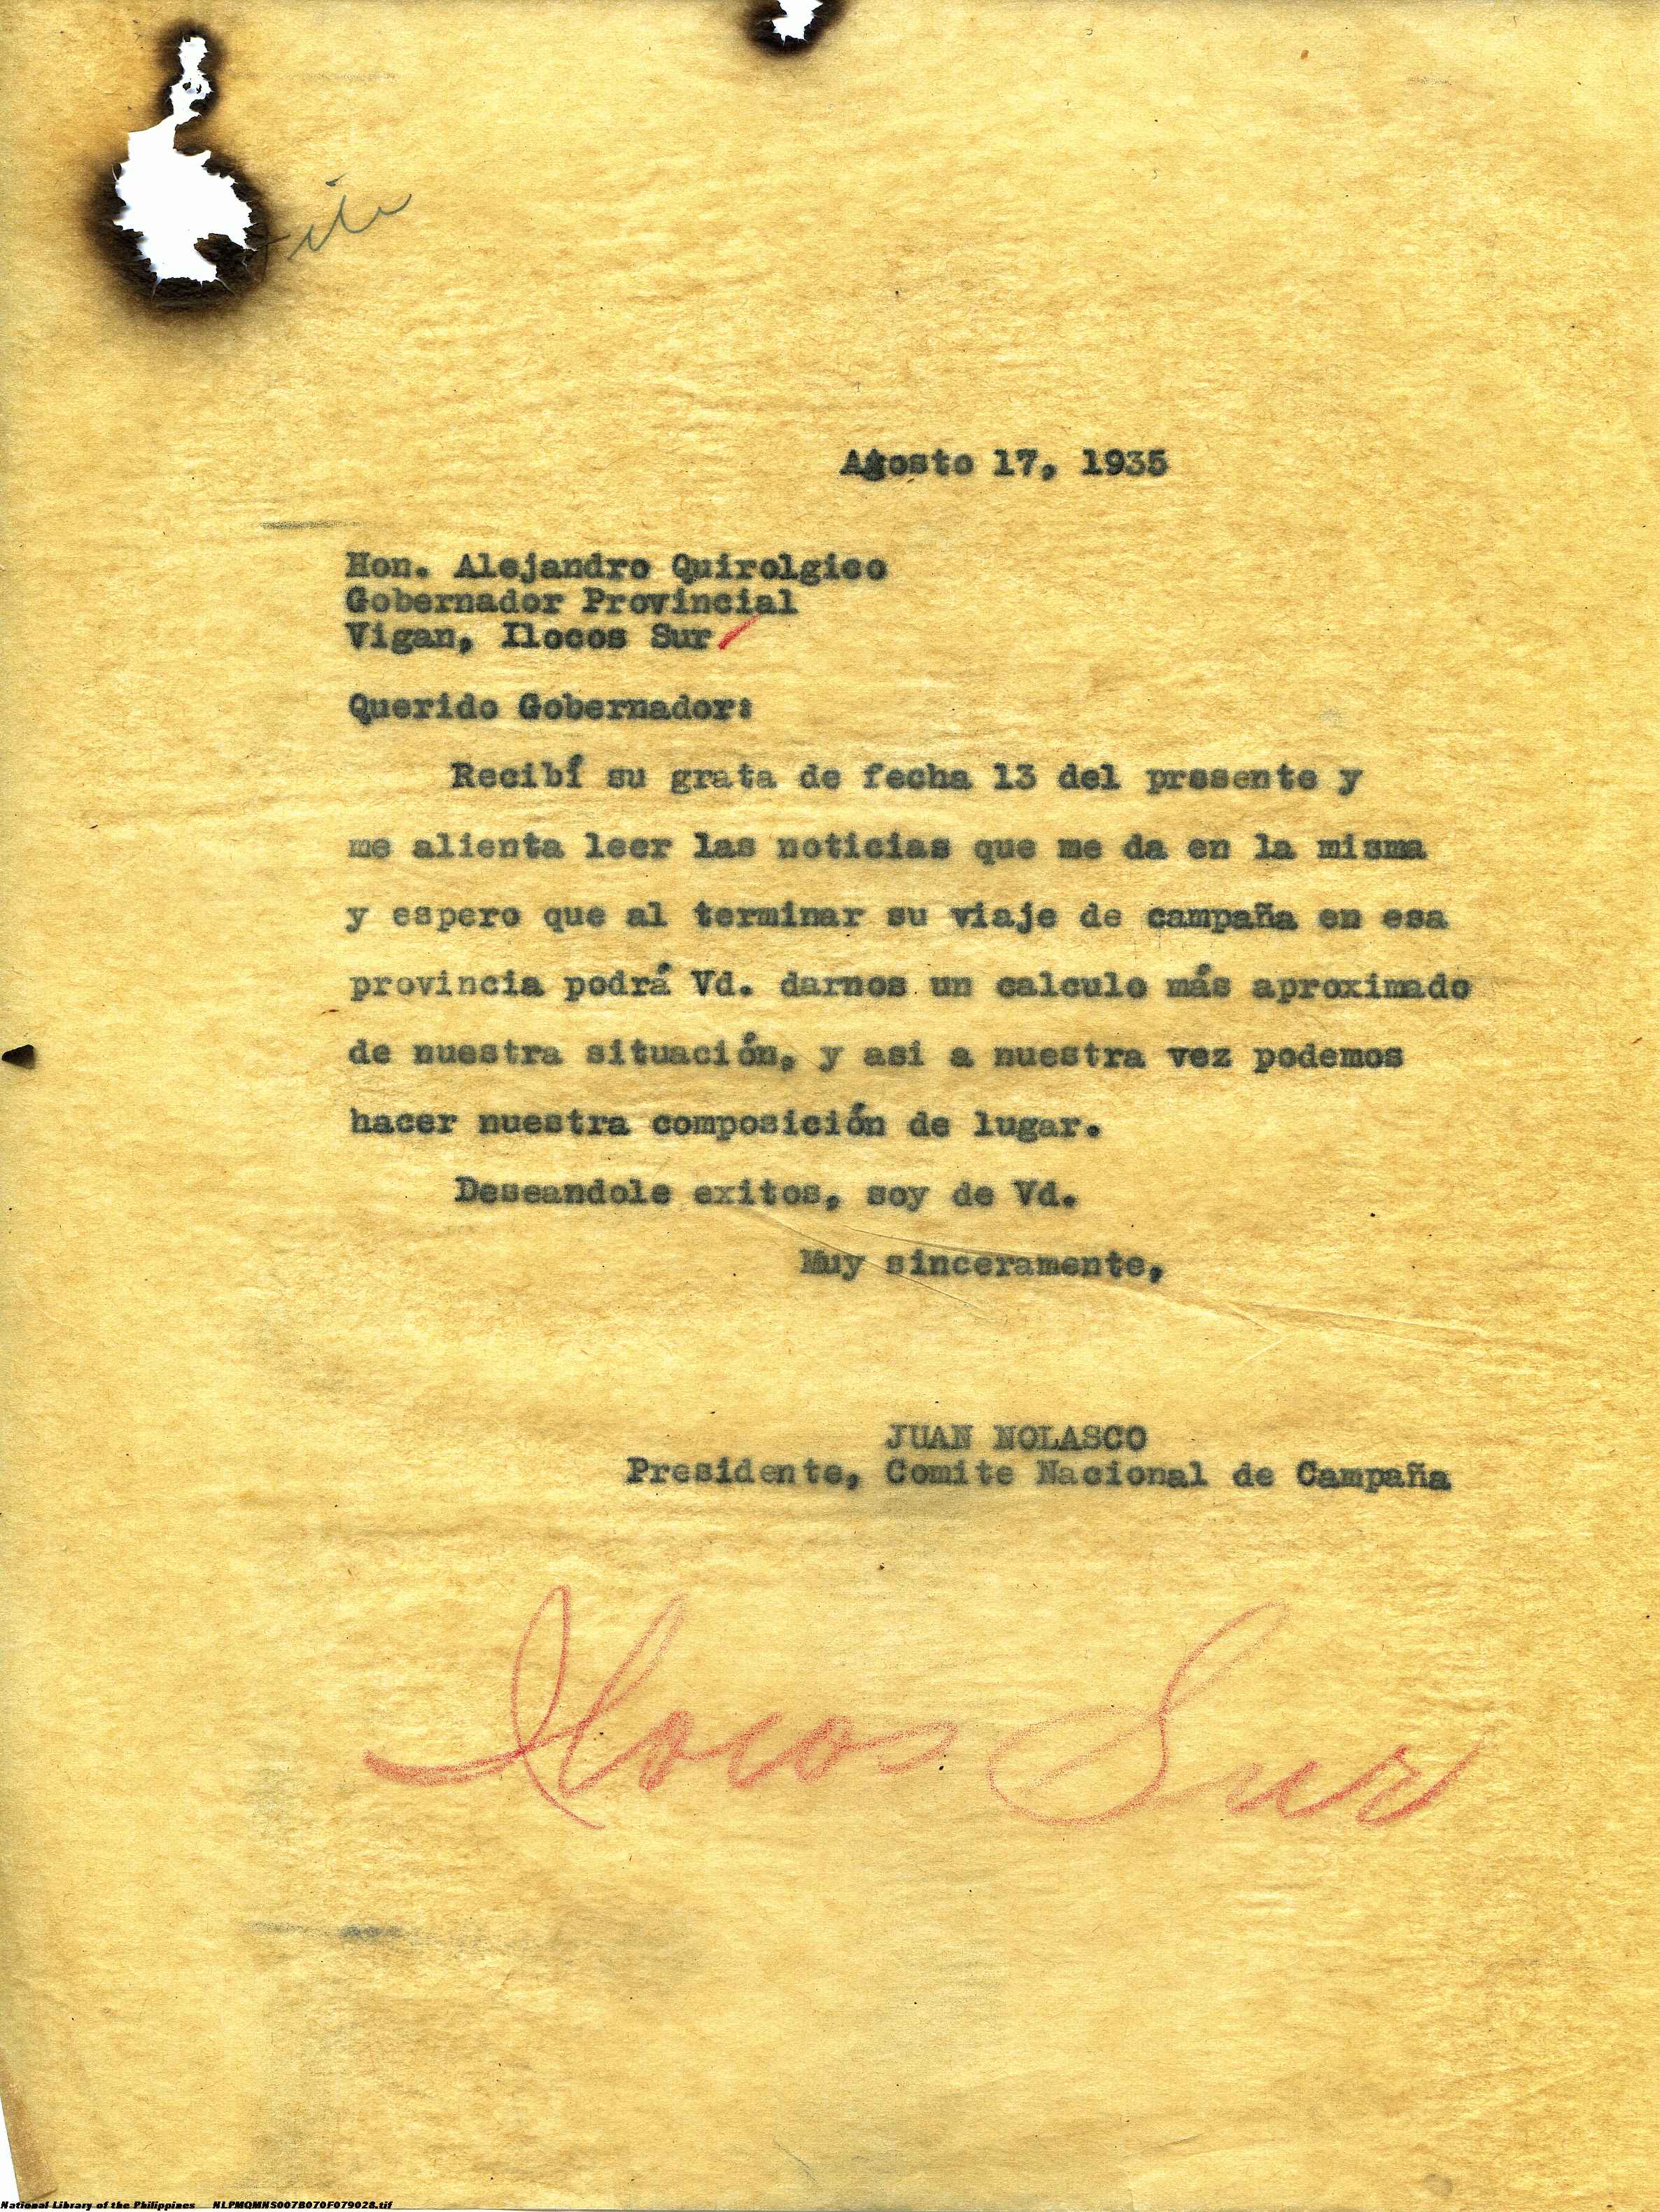 Agosto 17, 1935
Hon. Alejandro Quirolgico
Gobernador Provincial
Vigan, Ilocos Sur
Querido Gobernador:
Recibí su grata de fecha 13 del presente y
me alienta leer las noticias que me da en la misma
y espero que al terminar su viaje de campaña en esa
provincia podrá Vd. darnos un calculo más aproximado
de nuestra situación, y asi a nuestra vez podemos
hacer nuestra composición de lugar.
Deseandole exitos, soy de Vd.
Muy sinceramente,
JUAN NOLASCO
Presidente, Comite Nacional de Campaña
Ilocos Sur
National Library of the Philippines NLPMQMNS007B070F079028.tif